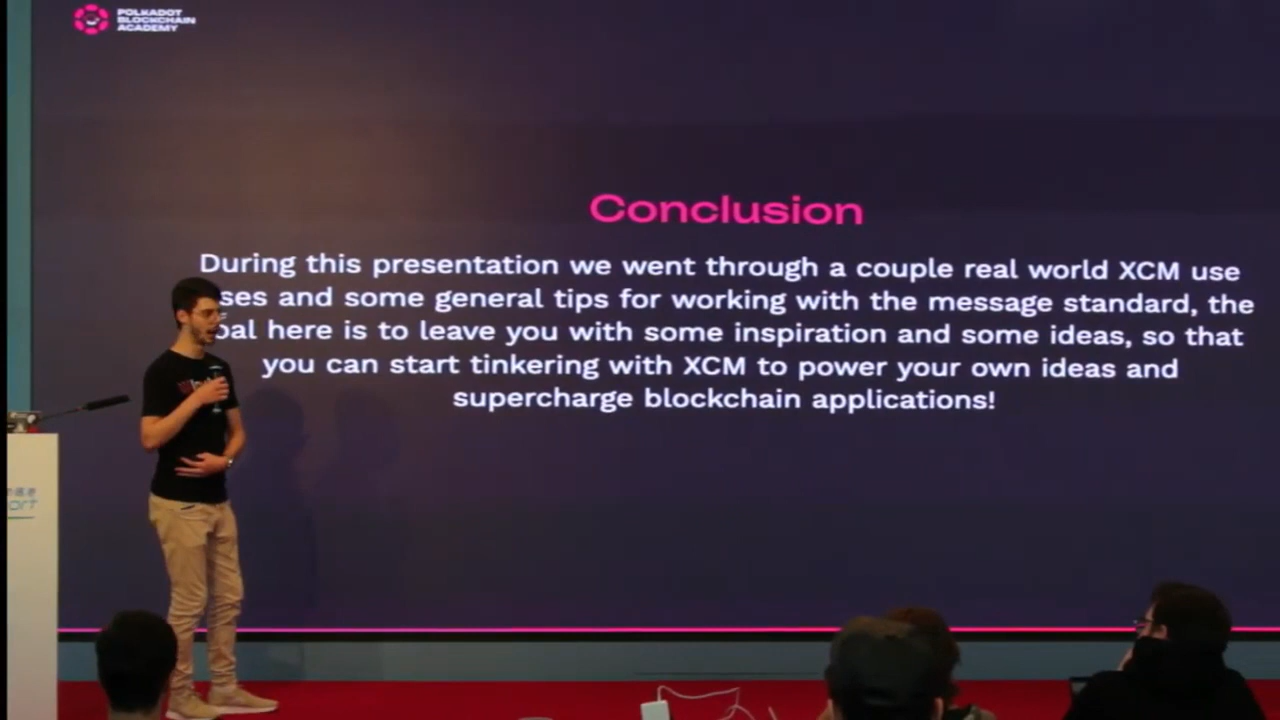 POLKADOT
BLOCKCHAIN
ACADEMY
Conclusion
During this presentation we went through a couple real world XCM use
ses and some general tips for working with the message standard, the
oal here is to leave you with some inspiration and some ideas, so that
you can start tinkering with XCM to power your own ideas and
supercharge blockchain applications!
ort